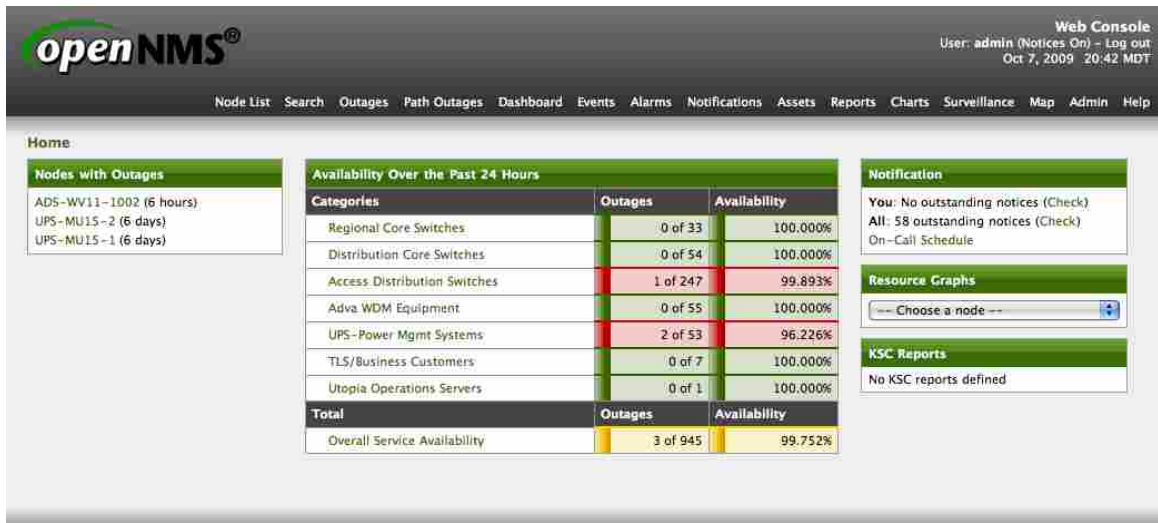 openNMS®
Web Console
User: admin (Notices On) - Log out
Oct 7, 2009 20:42 MDT
Node List Search Outages Path Outages Dashboard Events Alarms Notifications Assets Reports Charts Surveillance Map Admin Help
Home
Nodes with Outages
ADS-WV11-1002 (6 hours)
UPS-MU15-2 (6 days)
UPS-MU15-1 (6 days)
Availability Over the Past 24 Hours
Categories Outages Availability
Regional Core Switches 0 of 33 100.000%
Distribution Core Switches 0 of 54 100.000%
Access Distribution Switches 1 of 247 99.893%
Adva WDM Equipment 0 of 55 100.000%
UPS-Power Mgmt Systems 2 of 53 96.226%
TLS/Business Customers 0 of 7 100.000%
Utopia Operations Servers 0 of 1 100.000%
Total Outages Availability
Overall Service Availability 3 of 945 99.752%
Notification
You: No outstanding notices (Check)
All: 58 outstanding notices (Check)
On-Call Schedule
Resource Graphs
-- Choose a node --
KSC Reports
No KSC reports defined